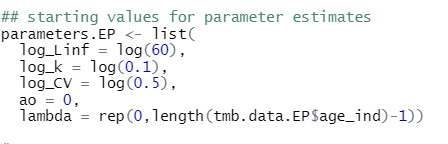 ## starting values for parameter estimates
parameters.EP <- list(
  log_Linf = log(60),
  log_k = log(0.1),
  log_CV = log(0.5),
  ao = 0,
  lambda = rep(0,length(tmb.data.EP$age_ind)-1))